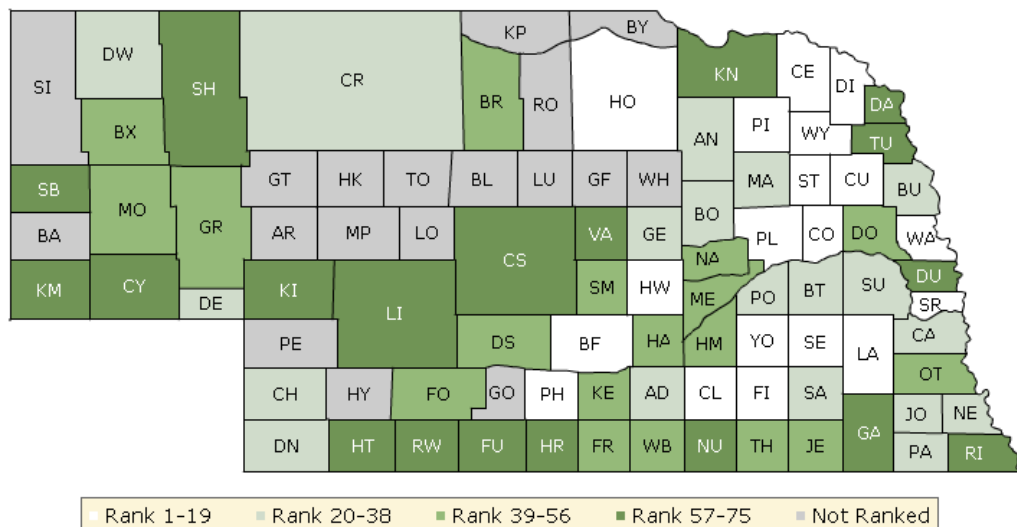 KP BY
DW CE
SI SH CR BR RO HO KN DI
BX DA
AN PI WY TU
SB GT HK TO BL LU GF WH MA ST CU BU
MO
BA GR AR MP LO CS VA GE BO PL CO DO WA
NA
KM CY DE KI LI SM HW ME PO BT SU DU
SR
PE DS BF HA HM YO SE LA CA
OT
CH HY FO GO PH KE AD CL FI SA
JO NE
DN HT RW FU HR FR WB NU TH JE GA PA RI
Rank 1-19 Rank 20-38 Rank 39-56 Rank 57-75 Not Ranked